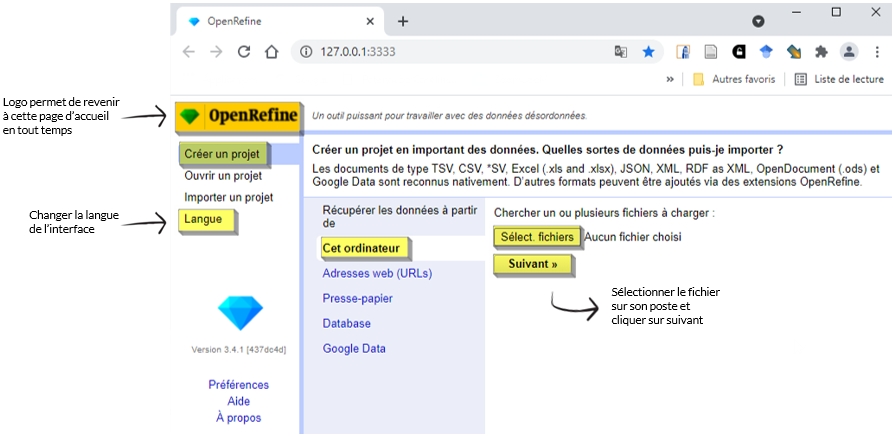 OpenRefine
127.0.0.1:3333
» Autres favoris Liste de lecture
Logo permet de revenir
à cette page d'accueil
en tout temps
OpenRefine
Un outil puissant pour travailler avec des données désordonnées.
Créer un projet
Ouvrir un projet
Importer un projet
Langue
Changer la langue
de l'interface
Créer un projet en important des données. Quelles sortes de données puis-je importer ?
Les documents de type TSV, CSV, *SV, Excel (.xls and .xlsx), JSON, XML, RDF as XML, OpenDocument (.ods) et
Google Data sont reconnus nativement. D'autres formats peuvent être ajoutés via des extensions OpenRefine.
Récupérer les données à partir
de
Cet ordinateur
Adresses web (URLs)
Presse-papier
Database
Google Data
Chercher un ou plusieurs fichiers à charger :
Sélect. fichiers Aucun fichier choisi
Suivant »
Sélectionner le fichier
sur son poste et
cliquer sur suivant
Version 3.4.1 [437dc4d]
Préférences
Aide
À propos